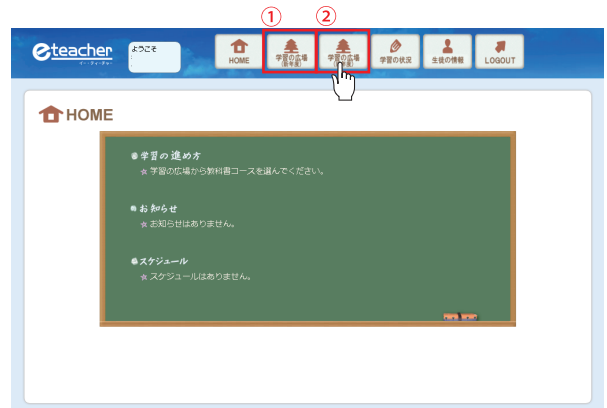 ① ②
eteacher
イー・ティーチャー
ようこそ
HOME
学習の広場
(前年度)
学習の広場
学習の状況
生徒の情報
LOGOUT
HOME
学習の進め方
学習の広場から教科書コースを選んでください。
お知らせ
お知らせはありません。
スケジュール
スケジュールはありません。